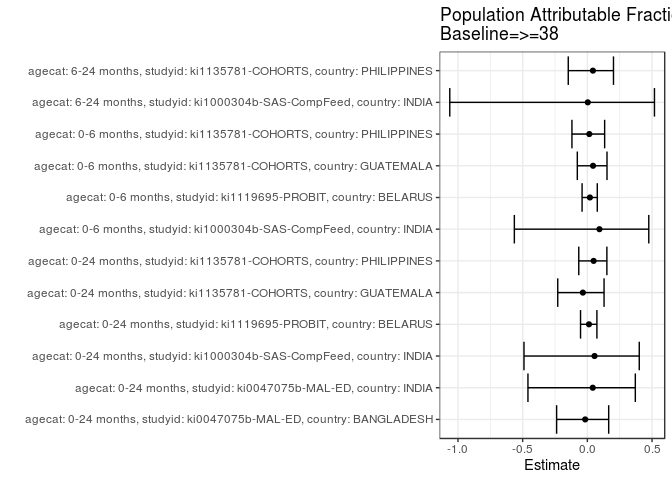 Population Attributable Fracti
Baseline=>=38
agecat: 6-24 months, studyid: ki1135781-COHORTS, country: PHILIPPINES
agecat: 6-24 months, studyid: ki1000304b-SAS-CompFeed, country: INDIA
agecat: 0-6 months, studyid: ki1135781-COHORTS, country: PHILIPPINES
agecat: 0-6 months, studyid: ki1135781-COHORTS, country: GUATEMALA
agecat: 0-6 months, studyid: ki1119695-PROBIT, country: BELARUS
agecat: 0-6 months, studyid: ki1000304b-SAS-CompFeed, country: INDIA
agecat: 0-24 months, studyid: ki1135781-COHORTS, country: PHILIPPINES
agecat: 0-24 months, studyid: ki1135781-COHORTS, country: GUATEMALA
agecat: 0-24 months, studyid: ki1119695-PROBIT, country: BELARUS
agecat: 0-24 months, studyid: ki1000304b-SAS-CompFeed, country: INDIA
agecat: 0-24 months, studyid: ki0047075b-MAL-ED, country: INDIA
agecat: 0-24 months, studyid: ki0047075b-MAL-ED, country: BANGLADESH
-1.0 -0.5 0.0 0.5
Estimate